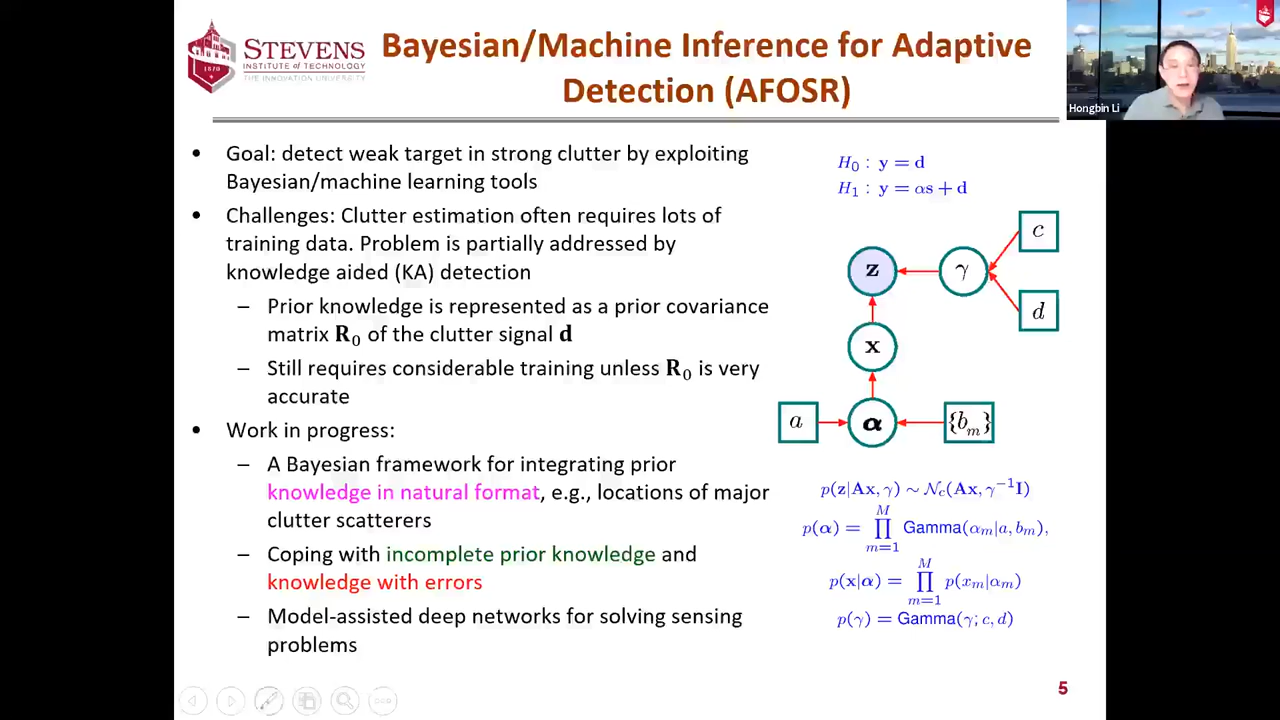 STEVENS
INSTITUTE of TECHNOLOGY
THE INNOVATION UNIVERSITY
1870
Bayesian/Machine Inference for Adaptive
Detection (AFOSR)
Hongbin Li
• Goal: detect weak target in strong clutter by exploiting
Bayesian/machine learning tools
• Challenges: Clutter estimation often requires lots of
training data. Problem is partially addressed by
knowledge aided (KA) detection
– Prior knowledge is represented as a prior covariance
matrix R₀ of the clutter signal d
– Still requires considerable training unless R₀ is very
accurate
• Work in progress:
– A Bayesian framework for integrating prior
knowledge in natural format, e.g., locations of major
clutter scatterers
– Coping with incomplete prior knowledge and
knowledge with errors
– Model-assisted deep networks for solving sensing
problems
H₀ : y = d
H₁ : y = αs + d
c
z
γ
d
x
a
α
{bₘ}
p(z|Ax, γ) ∼ 𝒩c(Ax, γ⁻¹I)
p(α) = ∏ₘ₌₁ᴹ Gamma(αₘ|a, bₘ),
p(x|α) = ∏ₘ₌₁ᴹ p(xₘ|αₘ)
p(γ) = Gamma(γ; c, d)
5